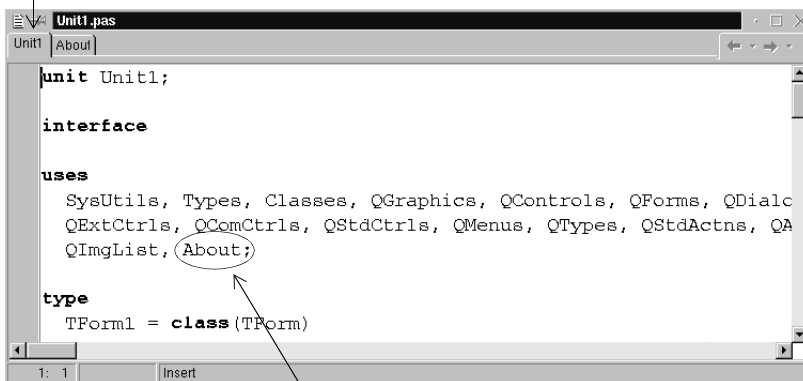 Unit1.pas
Unit1 About
unit Unit1;
interface
uses
SysUtils, Types, Classes, QGraphics, QControls, QForms, QDialo
QExtCtrls, QComCtrls, QStdCtrls, QMenus, QTypes, QStdActns, QA
QImgList, About;
type
TForm1 = class(TForm)
1: 1 Insert